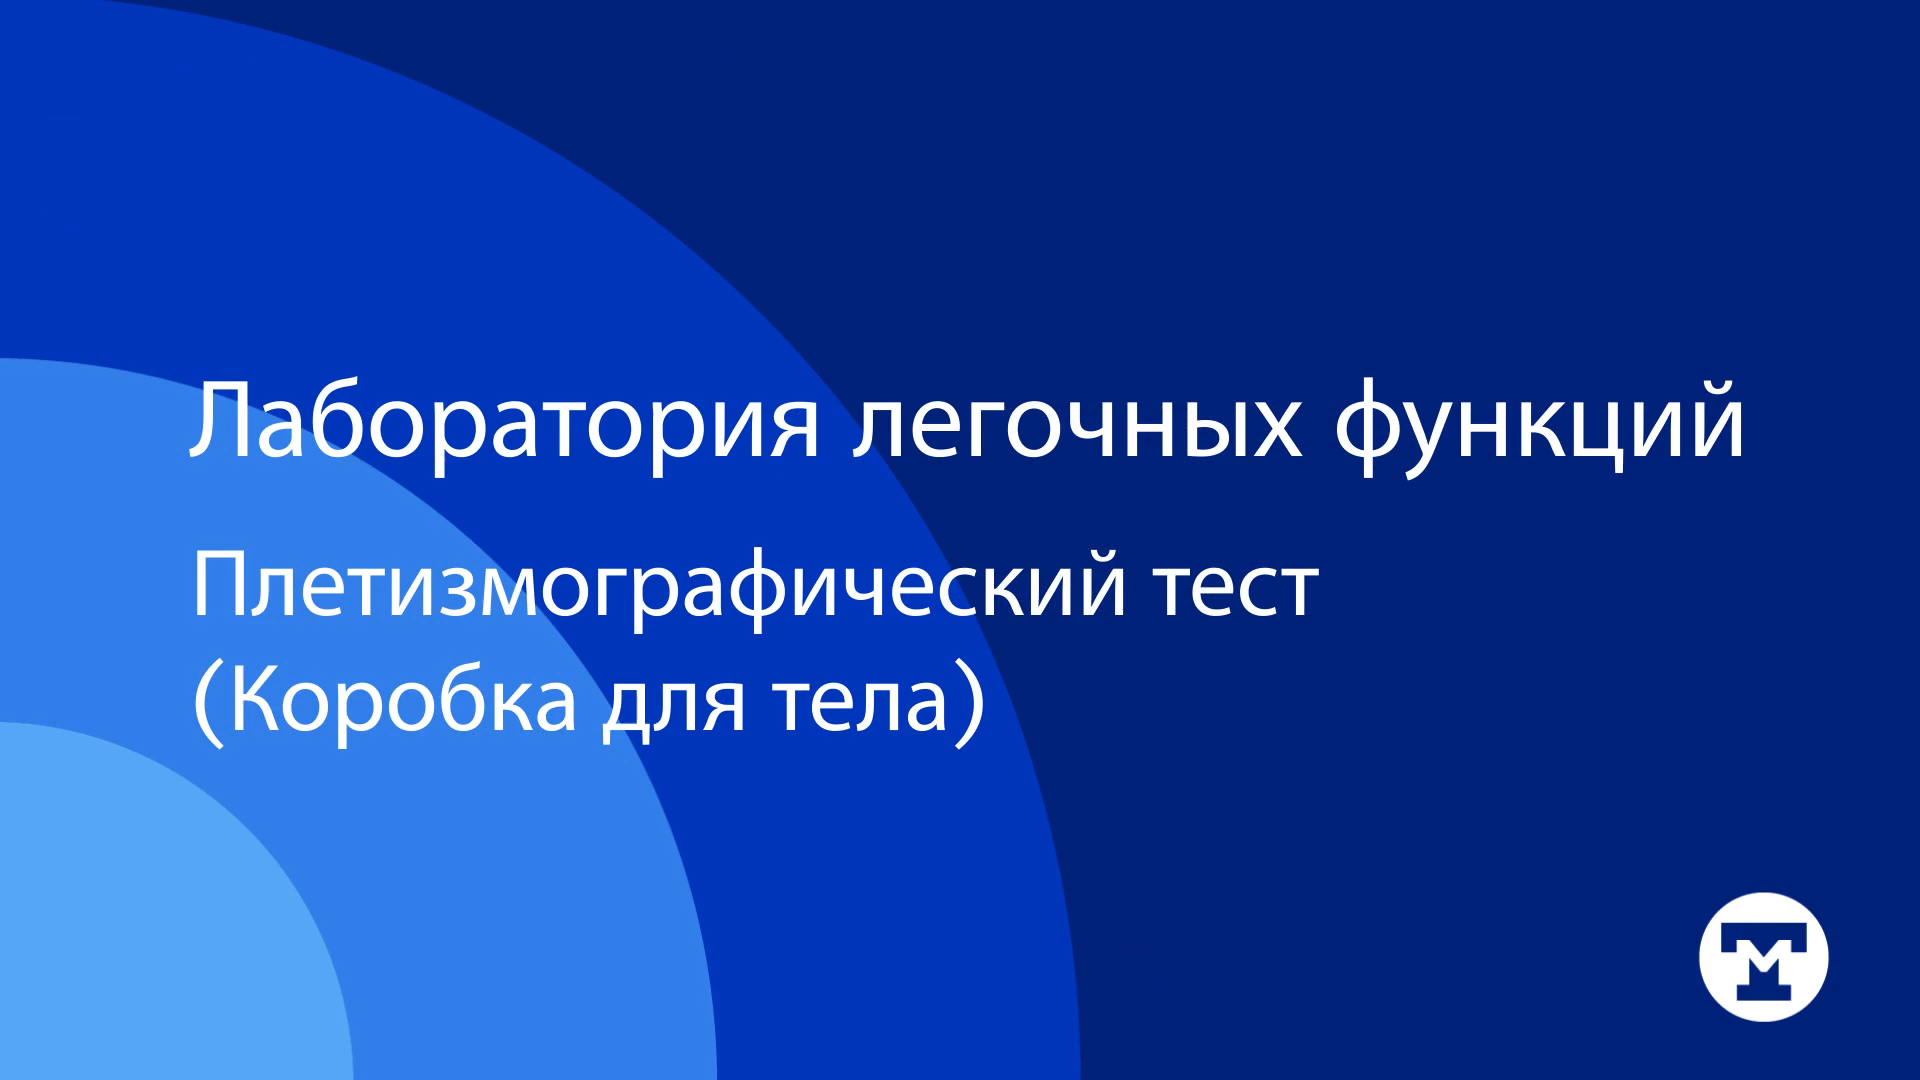 Лаборатория легочных функций
Плетизмографический тест
(Коробка для тела)